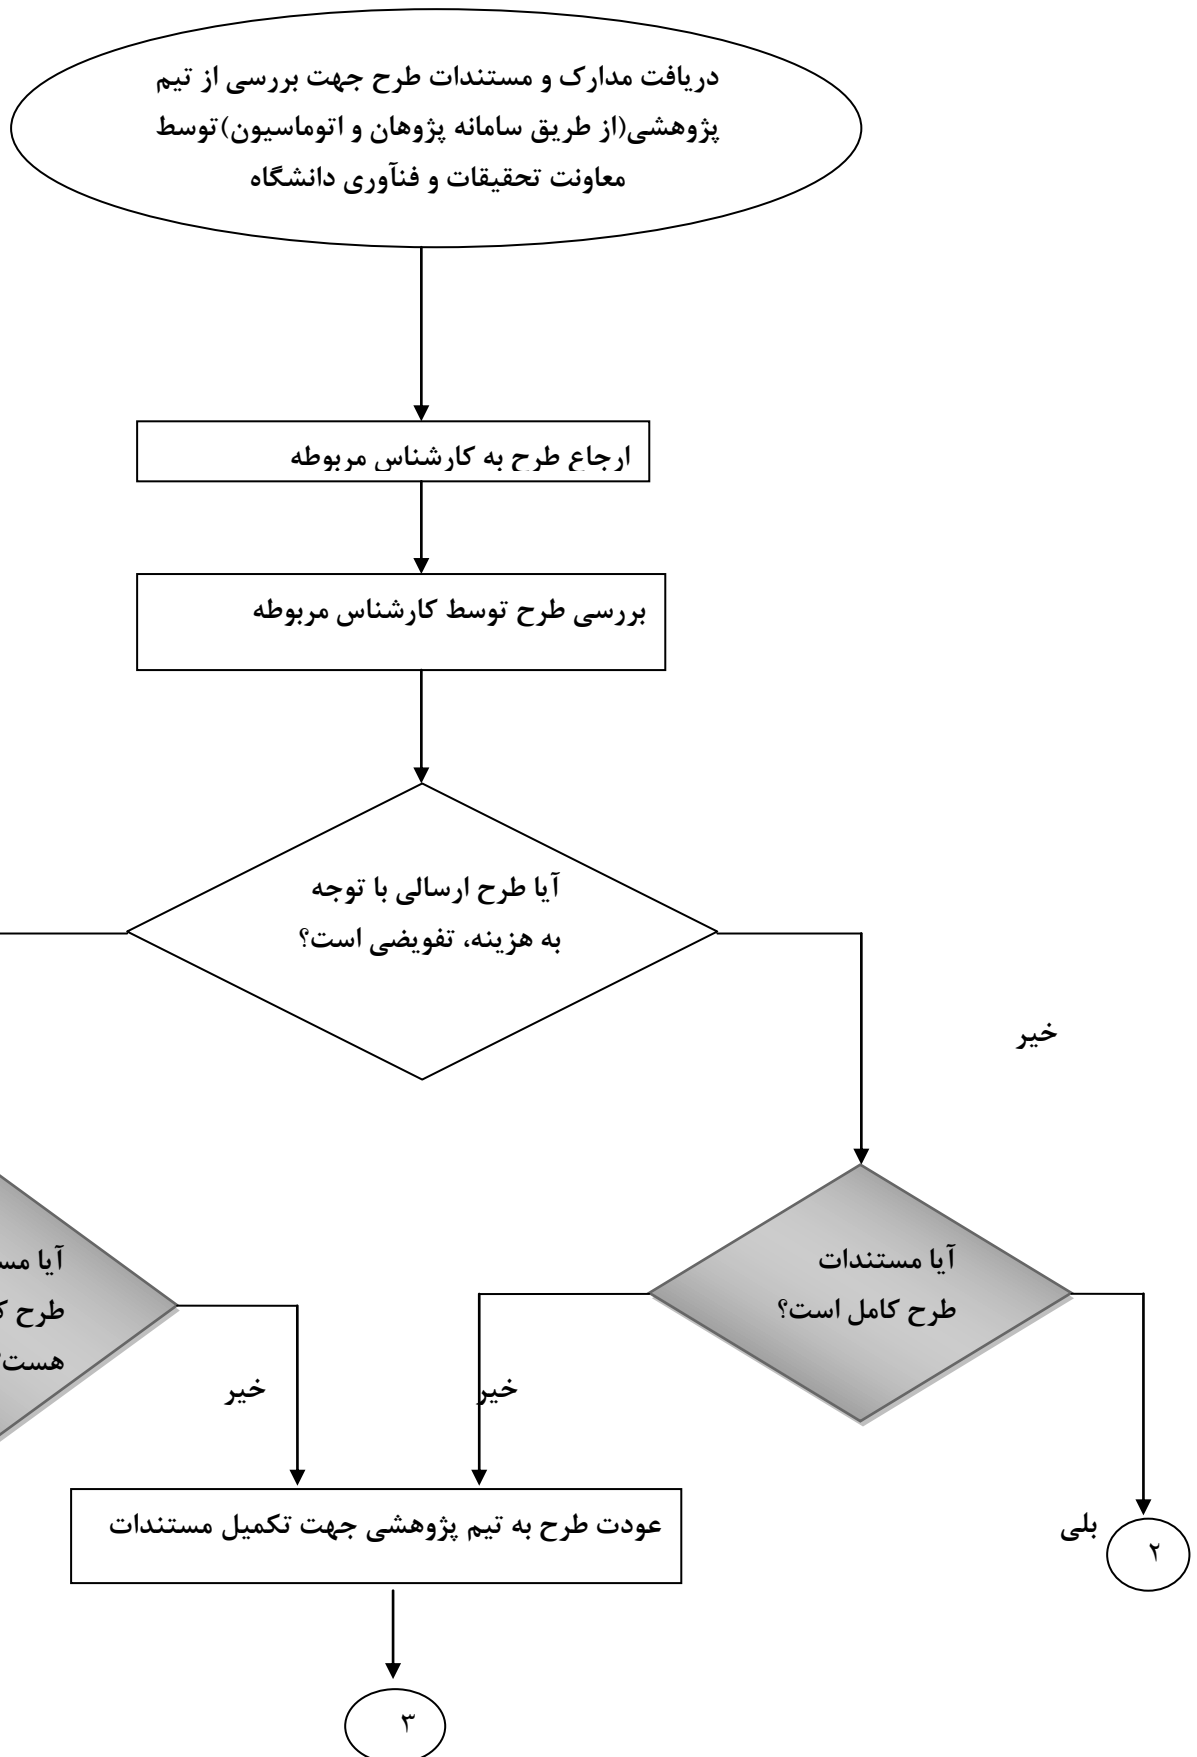 دریافت مدارک و مستندات طرح جهت بررسی از تیم
پژوهشی(از طریق سامانه پژوهان و اتوماسیون)توسط
معاونت تحقیقات و فنآوری دانشگاه
ارجاع طرح به کارشناس مربوطه
بررسی طرح توسط کارشناس مربوطه
آیا طرح ارسالی با توجه
به هزینه، تفویضی است؟
خیر
آیا مستندات
طرح کامل است؟
آیا
طرح
هست
خیر
خیر
بلی
۲
عودت طرح به تیم پژوهشی جهت تکمیل مستندات
۳